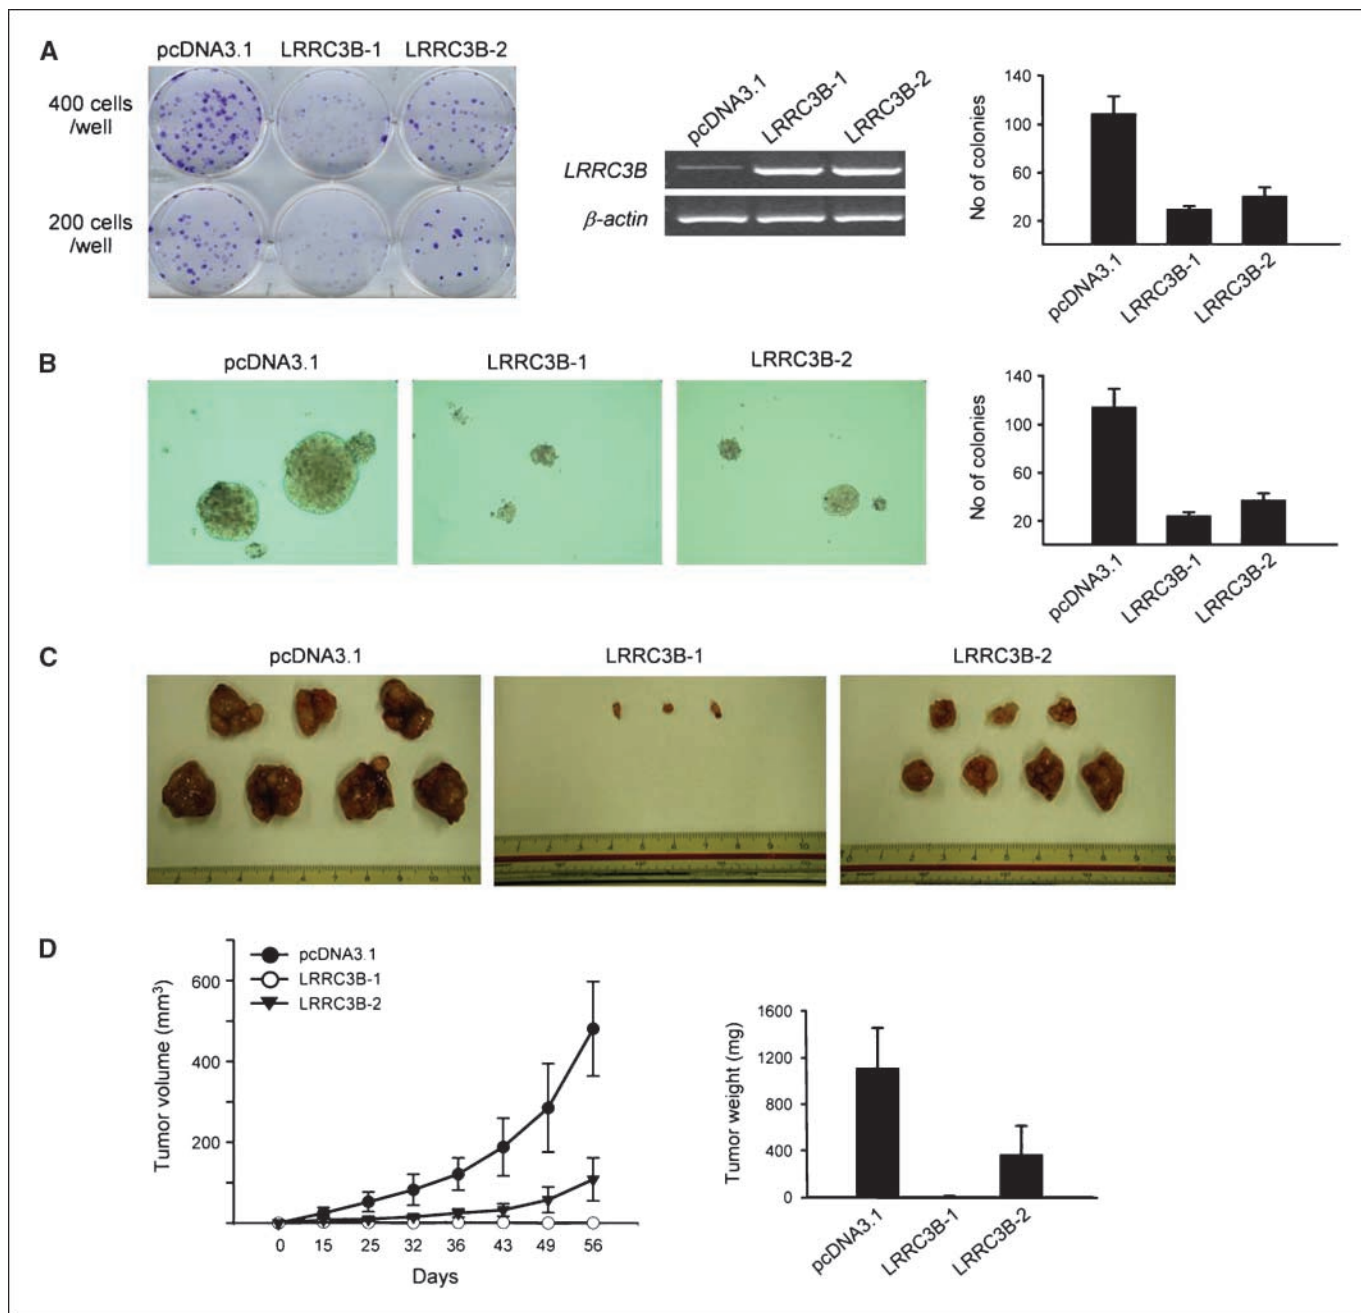 A
pcDNA3.1 LRRC3B-1 LRRC3B-2
400 cells
/well
200 cells
/well
pcDNA3.1
LRRC3B-1
LRRC3B-2
LRRC3B
β-actin
No of colonies
140
100
60
20
pcDNA3.1
LRRC3B-1
LRRC3B-2
B
pcDNA3.1 LRRC3B-1 LRRC3B-2
No of colonies
140
100
60
20
pcDNA3.1
LRRC3B-1
LRRC3B-2
C
pcDNA3.1 LRRC3B-1 LRRC3B-2
D
pcDNA3.1
LRRC3B-1
LRRC3B-2
Tumor volume (mm³)
600
400
200
0 15 25 32 36 43 49 56
Days
Tumor weight (mg)
1600
1200
800
400
0
pcDNA3.1
LRRC3B-1
LRRC3B-2